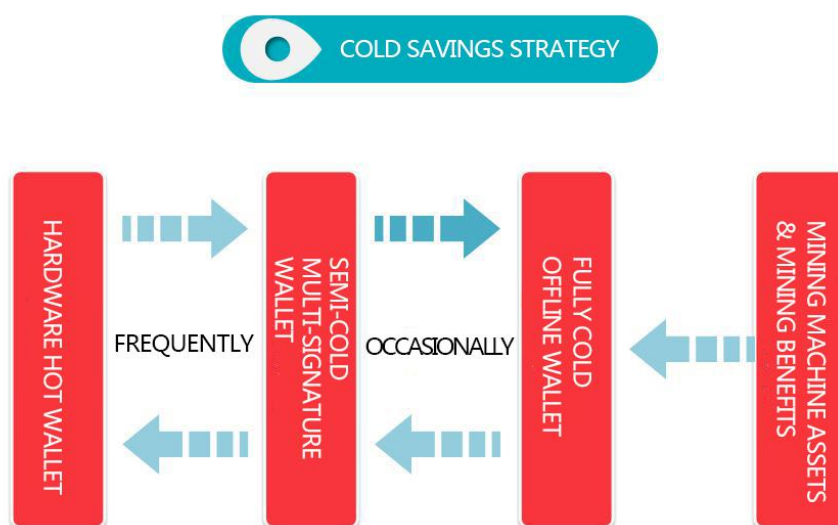 COLD SAVINGS STRATEGY
HARDWARE HOT WALLET
FREQUENTLY
SEMI-COLD
MULTI-SIGNATURE
WALLET
OCCASIONALLY
FULLY COLD
OFFLINE WALLET
MINING MACHINE ASSETS
& MINING BENEFITS